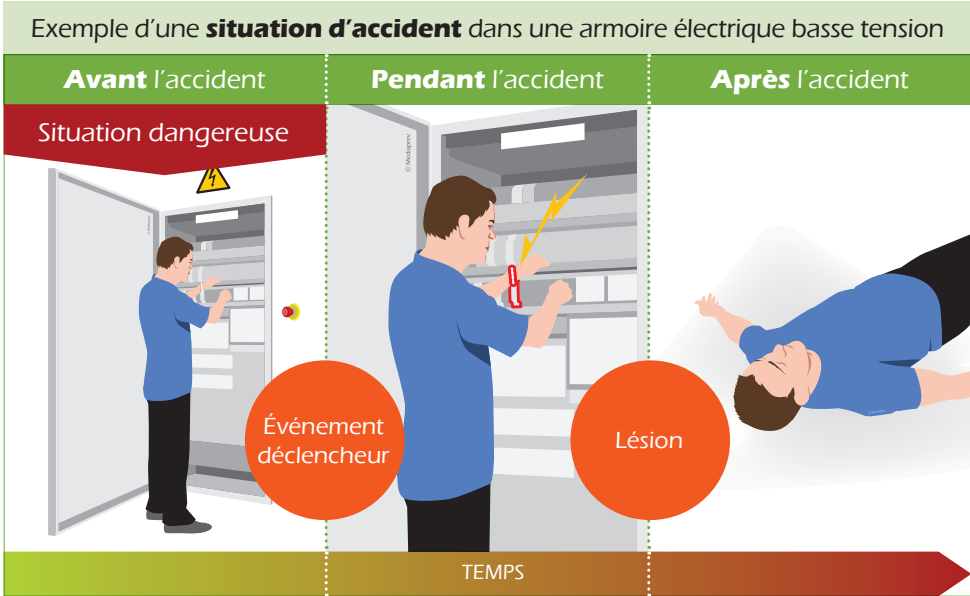 Exemple d'une situation d'accident dans une armoire électrique basse tension
Avant l'accident
Pendant l'accident
Après l'accident
Situation dangereuse
© Mediaprev
Événement
déclencheur
Lésion
TEMPS